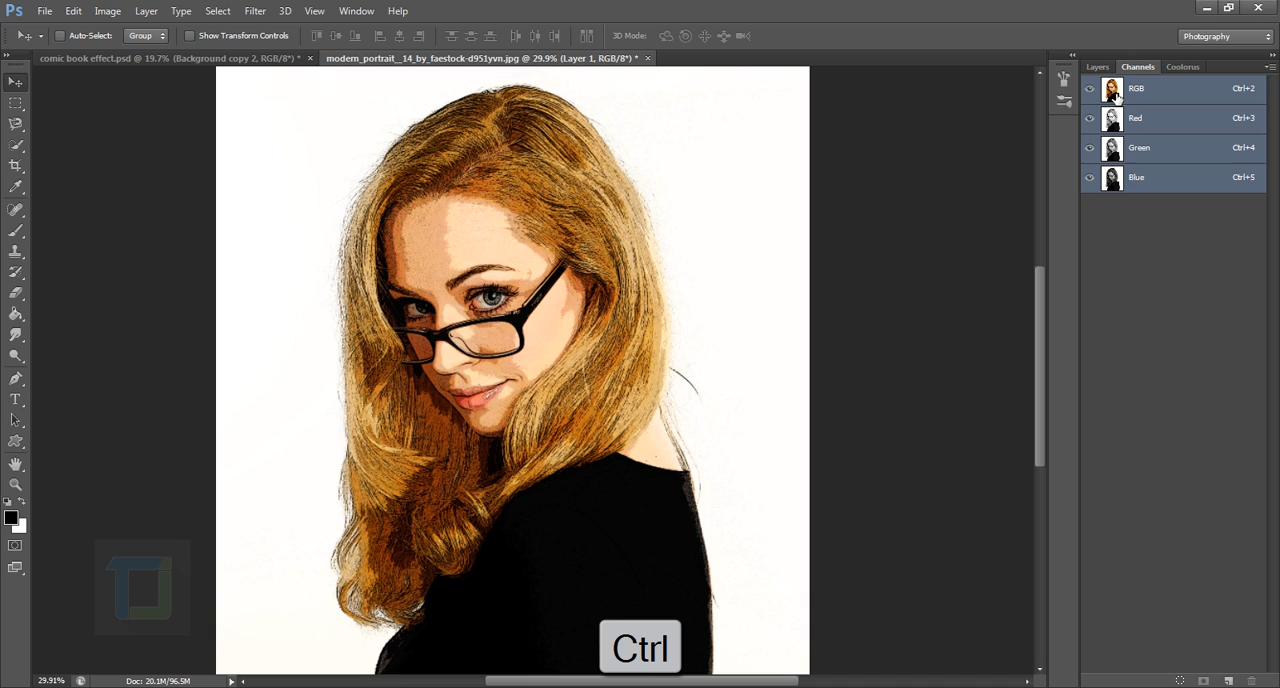 Ps File Edit Image Layer Type Select Filter 3D View Window Help
Auto-Select: Group Show Transform Controls 3D Mode: Photography
comic book effect.psd @ 19.7% (Background copy 2, RGB/8*) * × modern_portrait__14_by_faestock-d951yvn.jpg @ 29.9% (Layer 1, RGB/8*) * ×
Layers Channels Coolorus
RGB Ctrl+2
Red Ctrl+3
Green Ctrl+4
Blue Ctrl+5
T
Ctrl
29.91% Doc: 20.1M/96.5M